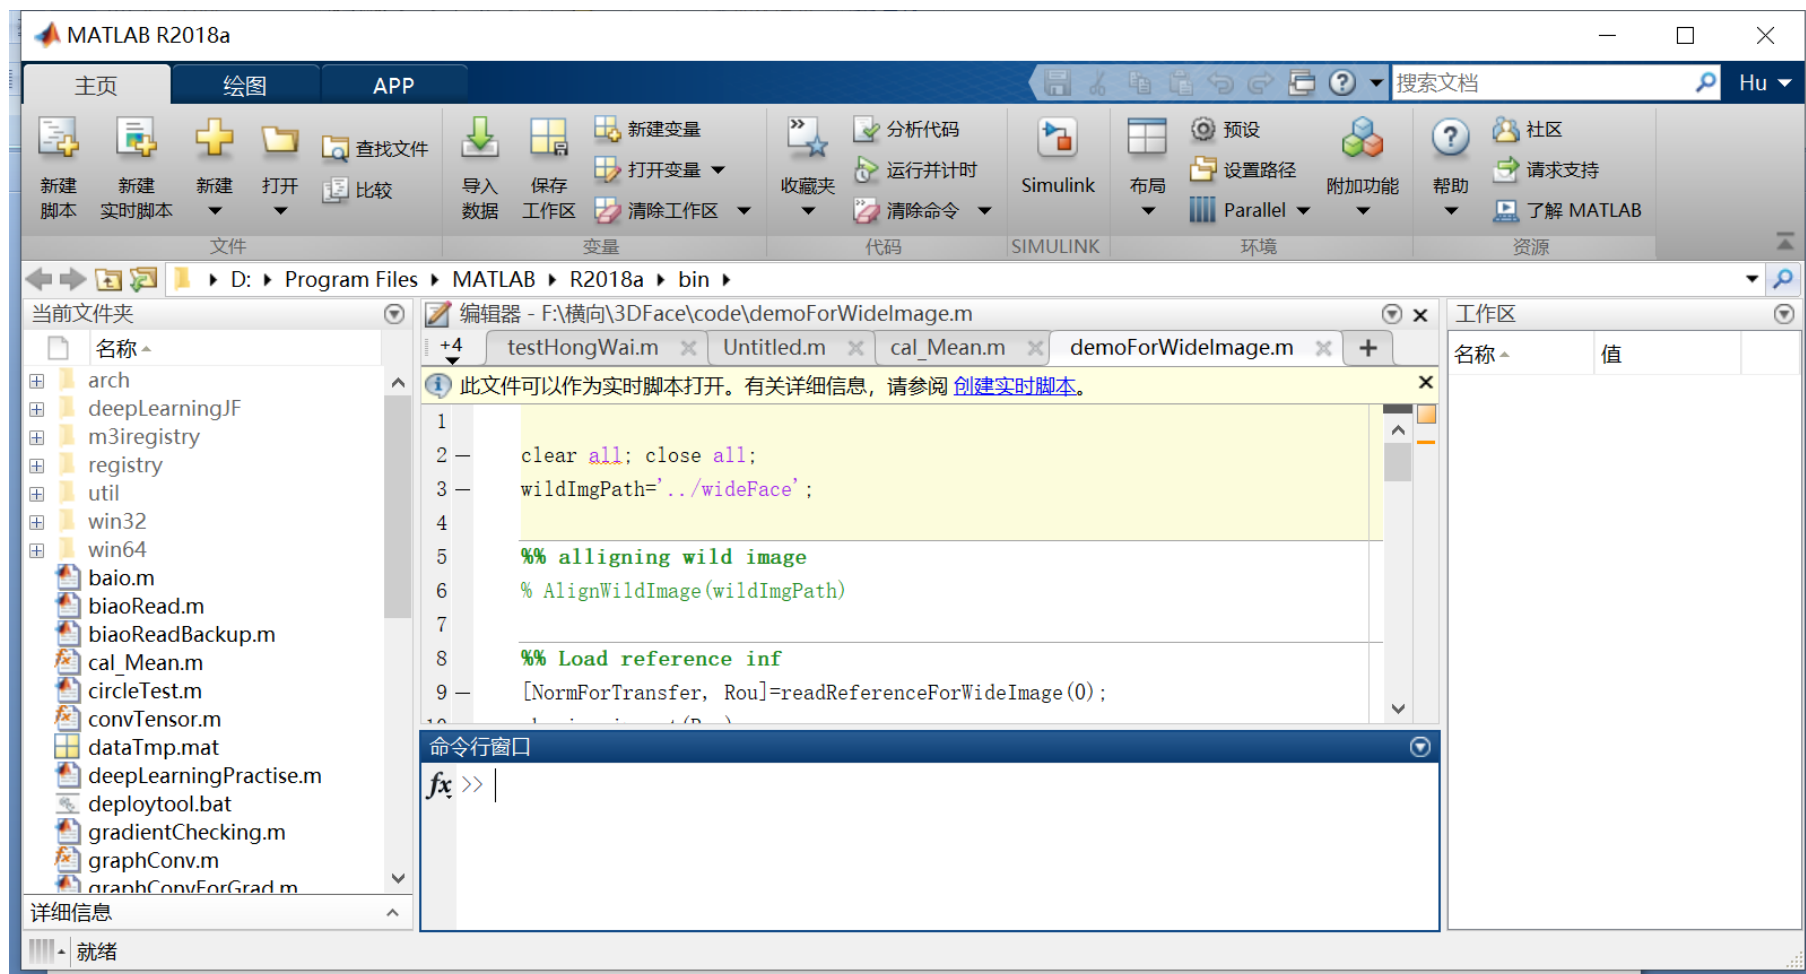 MATLAB R2018a
主页 绘图 APP 搜索文档 Hu
新建变量 分析代码 预设 社区
查找文件 打开变量 运行并计时 设置路径 请求支持
新建脚本 新建实时脚本 新建 打开 比较 导入数据 保存工作区 清除工作区 收藏夹 清除命令 Simulink 布局 Parallel 附加功能 帮助 了解 MATLAB
文件 变量 代码 SIMULINK 环境 资源
D: Program Files MATLAB R2018a bin
当前文件夹
名称
arch
deepLearningJF
m3iregistry
registry
util
win32
win64
baio.m
biaoRead.m
biaoReadBackup.m
cal_Mean.m
circleTest.m
convTensor.m
dataTmp.mat
deepLearningPractise.m
deploytool.bat
gradientChecking.m
graphConv.m
graphConvForGrad.m
详细信息
就绪
编辑器 - F:\横向\3DFace\code\demoForWideImage.m
+4 testHongWai.m Untitled.m cal_Mean.m demoForWideImage.m +
此文件可以作为实时脚本打开。有关详细信息，请参阅 创建实时脚本。
1
2 — clear all; close all;
3 — wildImgPath='../wideFace';
4
5 %% alligning wild image
6 % AlignWildImage(wildImgPath)
7
8 %% Load reference inf
9 — [NormForTransfer, Rou]=readReferenceForWideImage(0);
命令行窗口
fx >>
工作区
名称 值